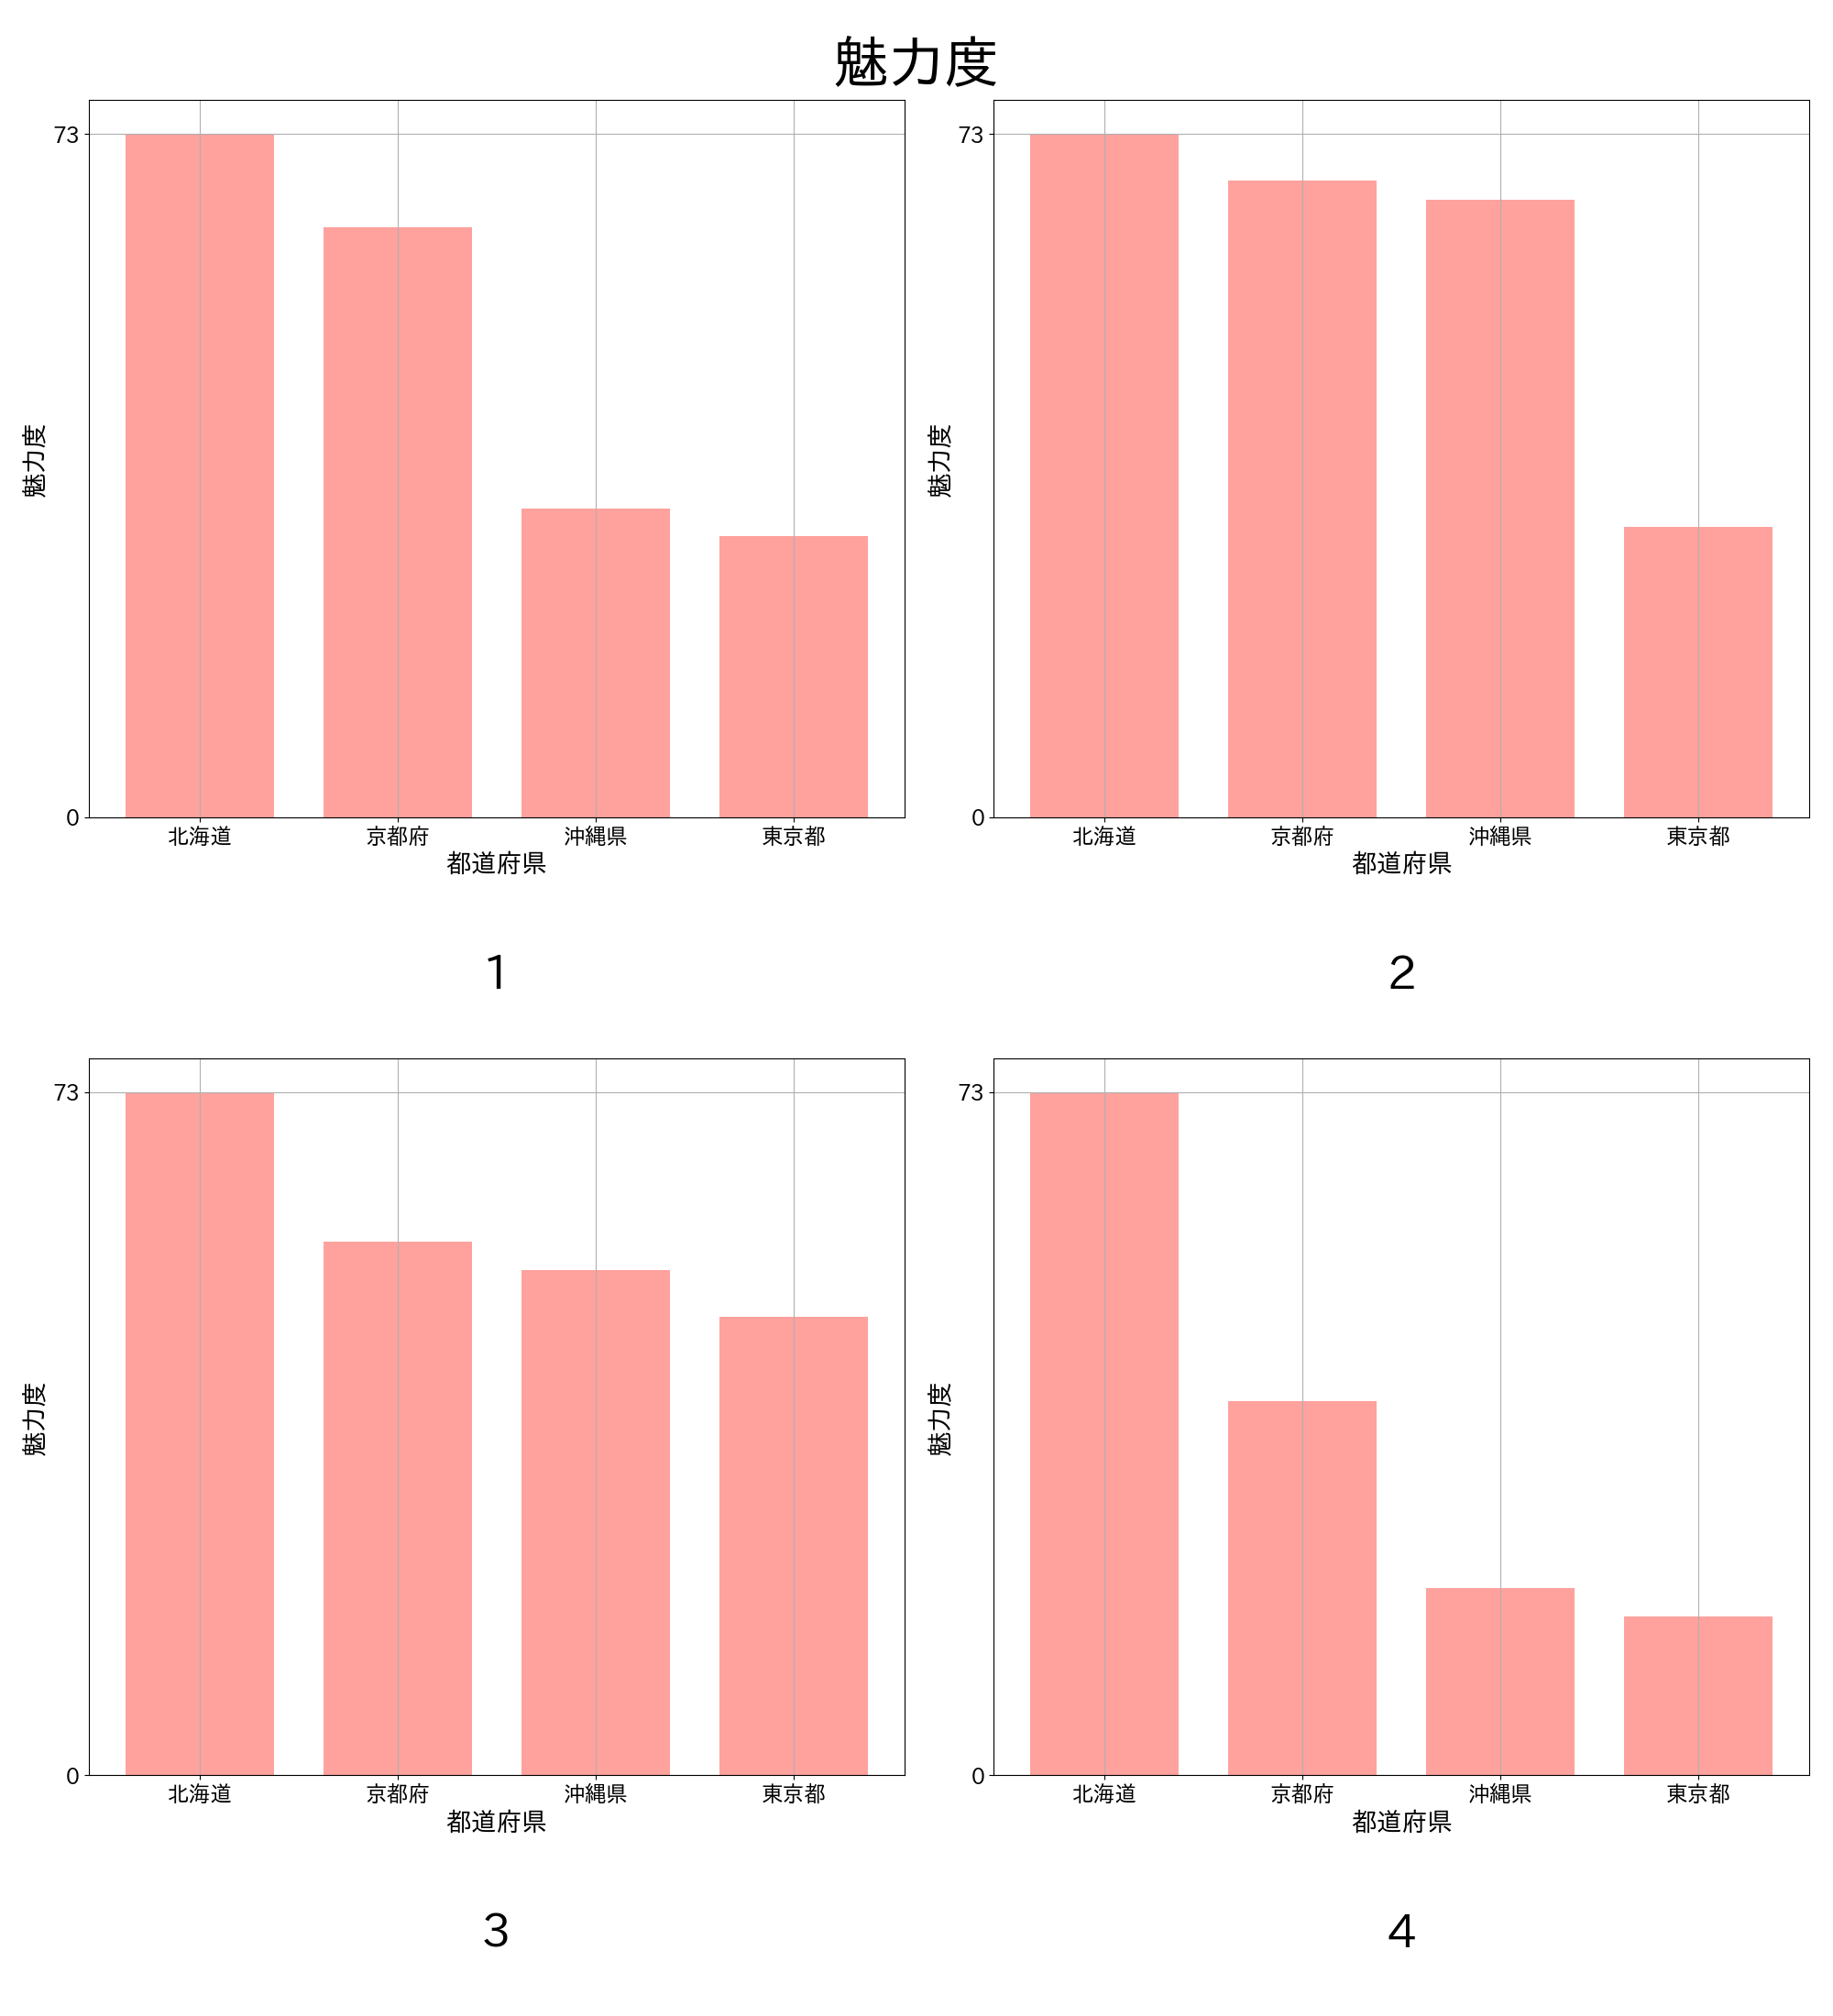 魅力度
73
0
魅力度
北海道 京都府 沖縄県 東京都
都道府県
1
73
0
魅力度
北海道 京都府 沖縄県 東京都
都道府県
2
73
0
魅力度
北海道 京都府 沖縄県 東京都
都道府県
3
73
0
魅力度
北海道 京都府 沖縄県 東京都
都道府県
4